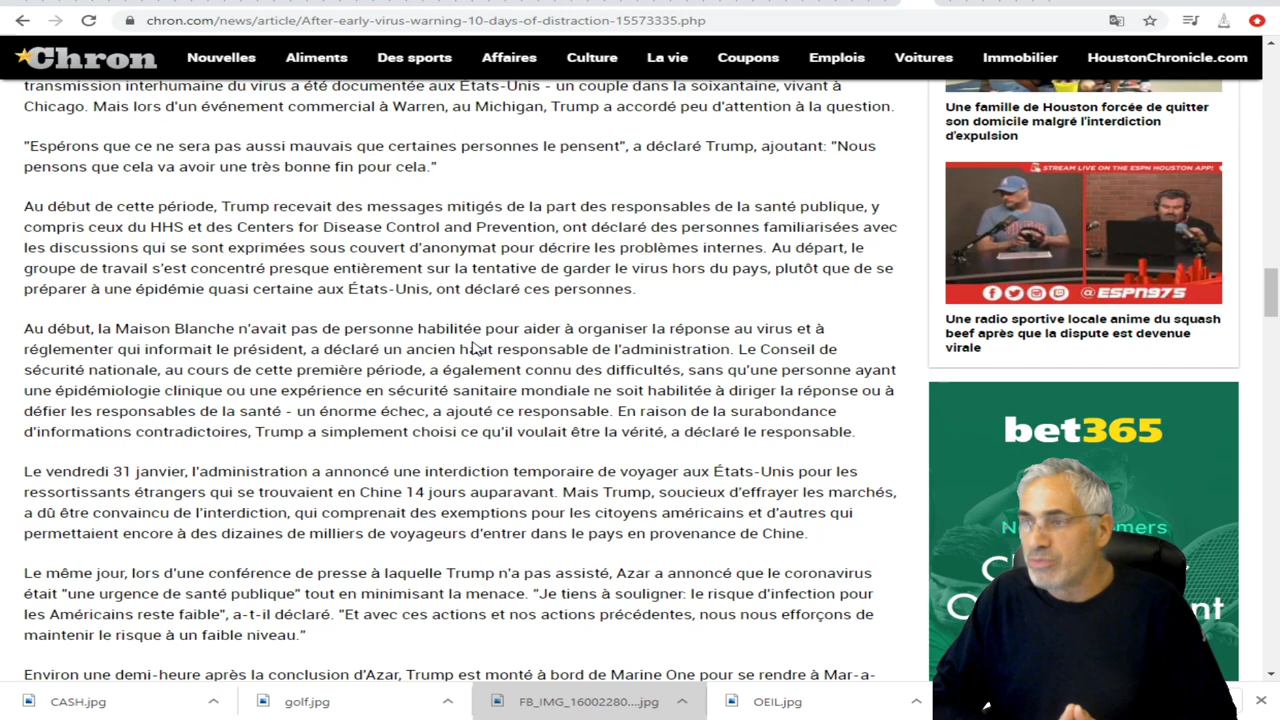 chron.com/news/article/After-early-virus-warning-10-days-of-distraction-15573335.php
Chron Nouvelles Aliments Des sports Affaires Culture La vie Coupons Emplois Voitures Immobilier HoustonChronicle.com
transmission interhumaine du virus a été documentée aux États-Unis - un couple dans la soixantaine, vivant à
Chicago. Mais lors d'un événement commercial à Warren, au Michigan, Trump a accordé peu d'attention à la question.
"Espérons que ce ne sera pas aussi mauvais que certaines personnes le pensent", a déclaré Trump, ajoutant: "Nous
pensons que cela va avoir une très bonne fin pour cela."
Au début de cette période, Trump recevait des messages mitigés de la part des responsables de la santé publique, y
compris ceux du HHS et des Centers for Disease Control and Prevention, ont déclaré des personnes familiarisées avec
les discussions qui se sont exprimées sous couvert d'anonymat pour décrire les problèmes internes. Au départ, le
groupe de travail s'est concentré presque entièrement sur la tentative de garder le virus hors du pays, plutôt que de se
préparer à une épidémie quasi certaine aux États-Unis, ont déclaré ces personnes.
Au début, la Maison Blanche n'avait pas de personne habilitée pour aider à organiser la réponse au virus et à
réglementer qui informait le président, a déclaré un ancien haut responsable de l'administration. Le Conseil de
sécurité nationale, au cours de cette première période, a également connu des difficultés, sans qu'une personne ayant
une épidémiologie clinique ou une expérience en sécurité sanitaire mondiale ne soit habilitée à diriger la réponse ou à
défier les responsables de la santé - un énorme échec, a ajouté ce responsable. En raison de la surabondance
d'informations contradictoires, Trump a simplement choisi ce qu'il voulait être la vérité, a déclaré le responsable.
Le vendredi 31 janvier, l'administration a annoncé une interdiction temporaire de voyager aux États-Unis pour les
ressortissants étrangers qui se trouvaient en Chine 14 jours auparavant. Mais Trump, soucieux d'effrayer les marchés,
a dû être convaincu de l'interdiction, qui comprenait des exemptions pour les citoyens américains et d'autres qui
permettaient encore à des dizaines de milliers de voyageurs d'entrer dans le pays en provenance de Chine.
Le même jour, lors d'une conférence de presse à laquelle Trump n'a pas assisté, Azar a annoncé que le coronavirus
était "une urgence de santé publique" tout en minimisant la menace. "Je tiens à souligner: le risque d'infection pour
les Américains reste faible", a-t-il déclaré. "Et avec ces actions et nos actions précédentes, nous nous efforçons de
maintenir le risque à un faible niveau."
Environ une demi-heure après la conclusion d'Azar, Trump est monté à bord de Marine One pour se rendre à Mar-a-
Une famille de Houston forcée de quitter
son domicile malgré l'interdiction
d'expulsion
STREAM LIVE ON THE ESPN HOUSTON APP!
@ESPN975
Une radio sportive locale anime du squash
beef après que la dispute est devenue
virale
bet365
CASH.jpg
golf.jpg
FB_IMG_16002280....jpg
OEIL.jpg